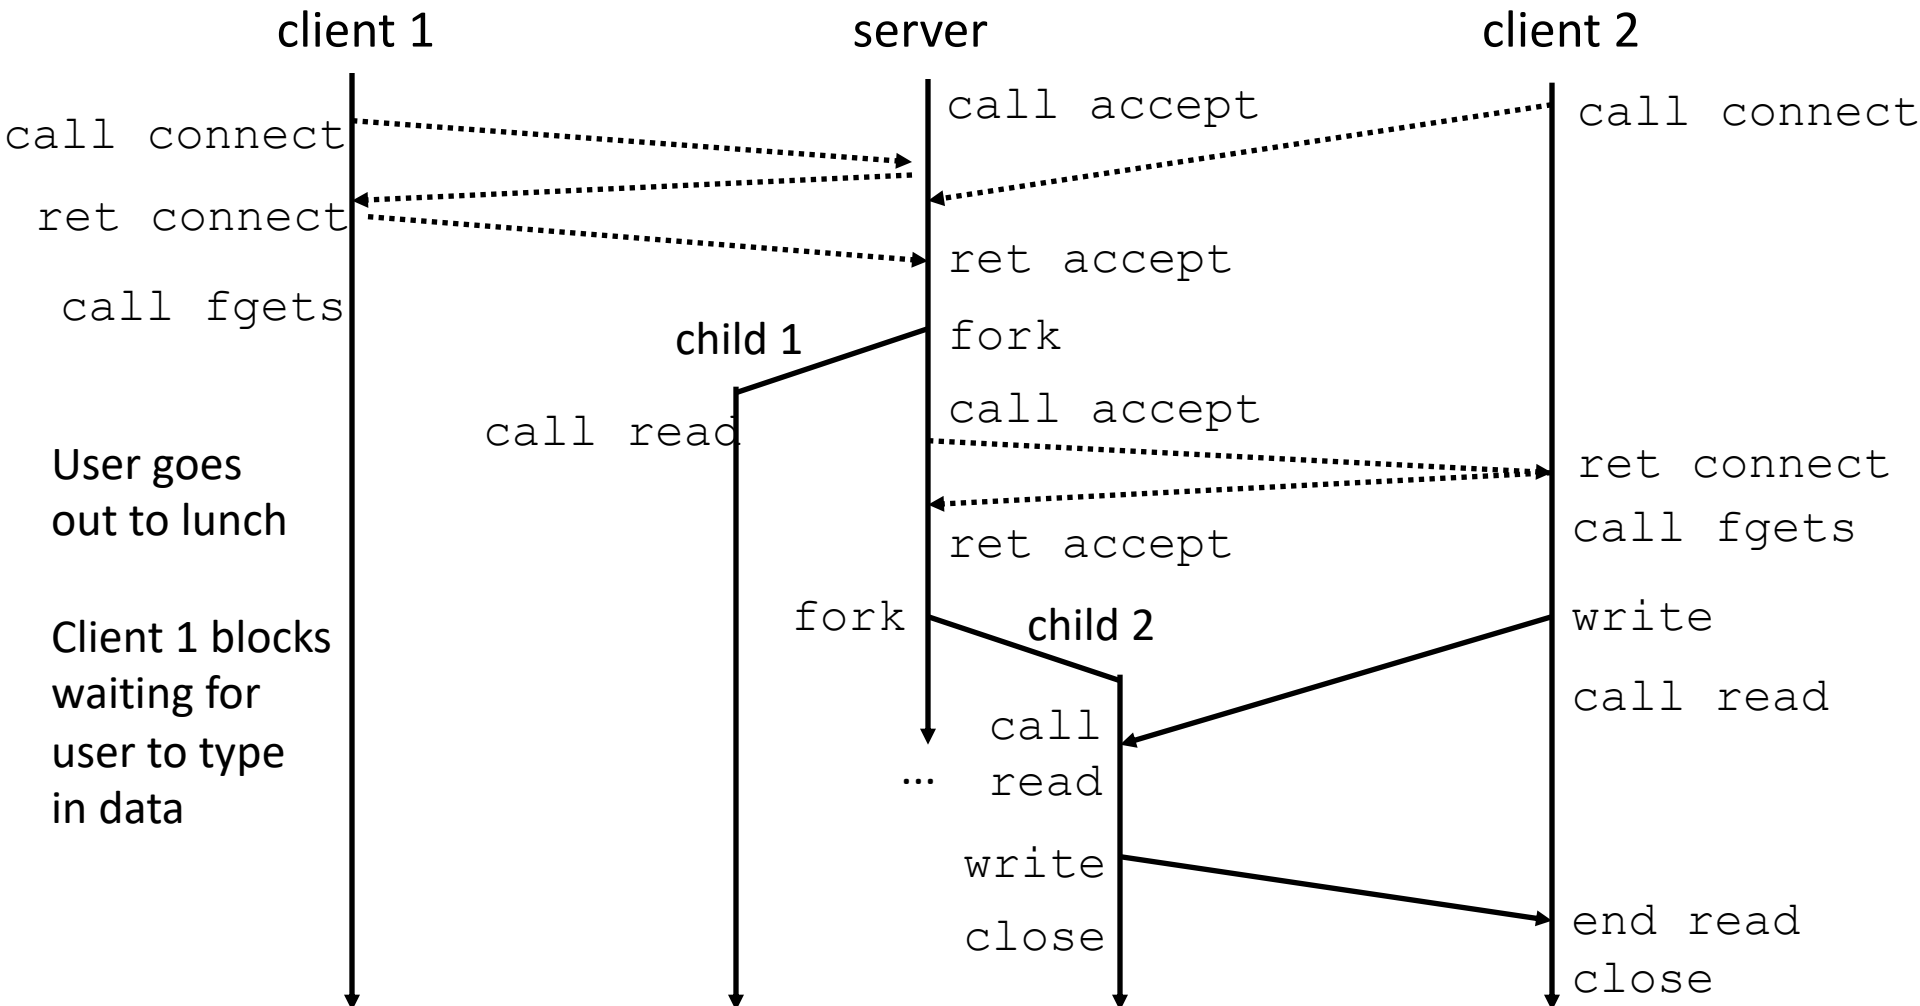 client 1
server
client 2
call connect
call accept
call connect
ret connect
ret accept
call fgets
child 1
fork
call accept
call read
User goes
out to lunch
ret connect
call fgets
ret accept
fork
child 2
write
Client 1 blocks
waiting for
user to type
in data
call read
call
read
...
write
close
end read
close